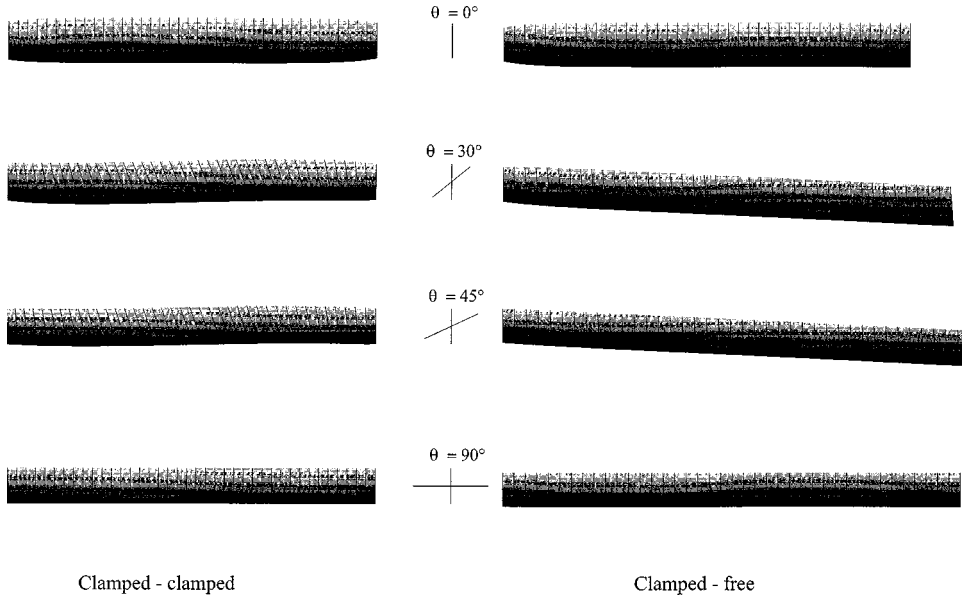 θ = 0°
θ = 30°
θ = 45°
θ = 90°
Clamped - clamped
Clamped - free